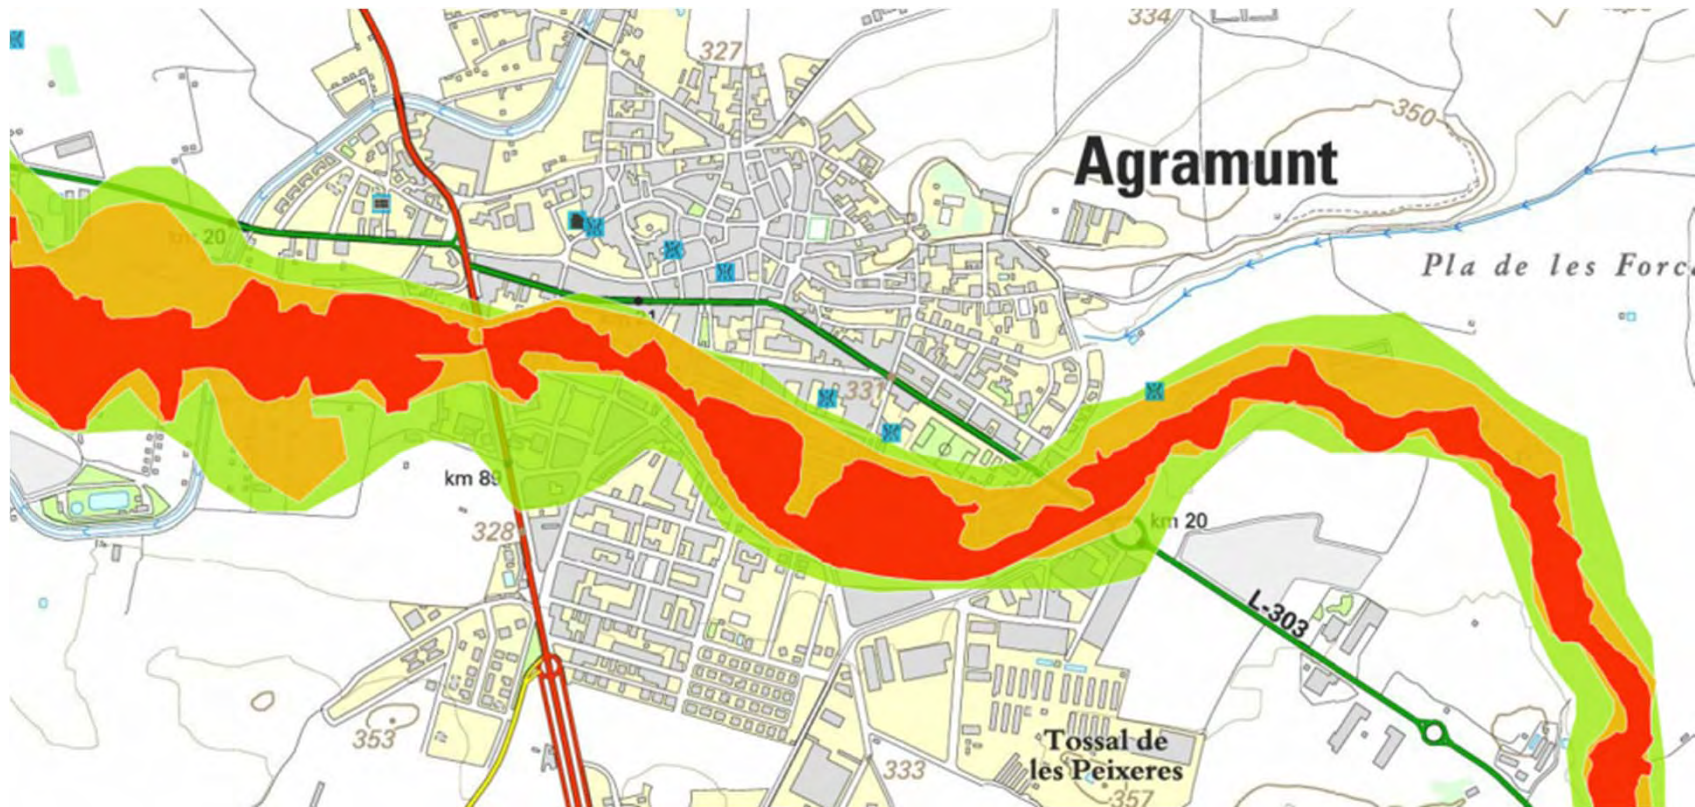 334
327
350
Agramunt
km 20
Pla de les Forc
331
km 89
km 20
328
L-303
353
Tossal de
les Peixeres
333
357